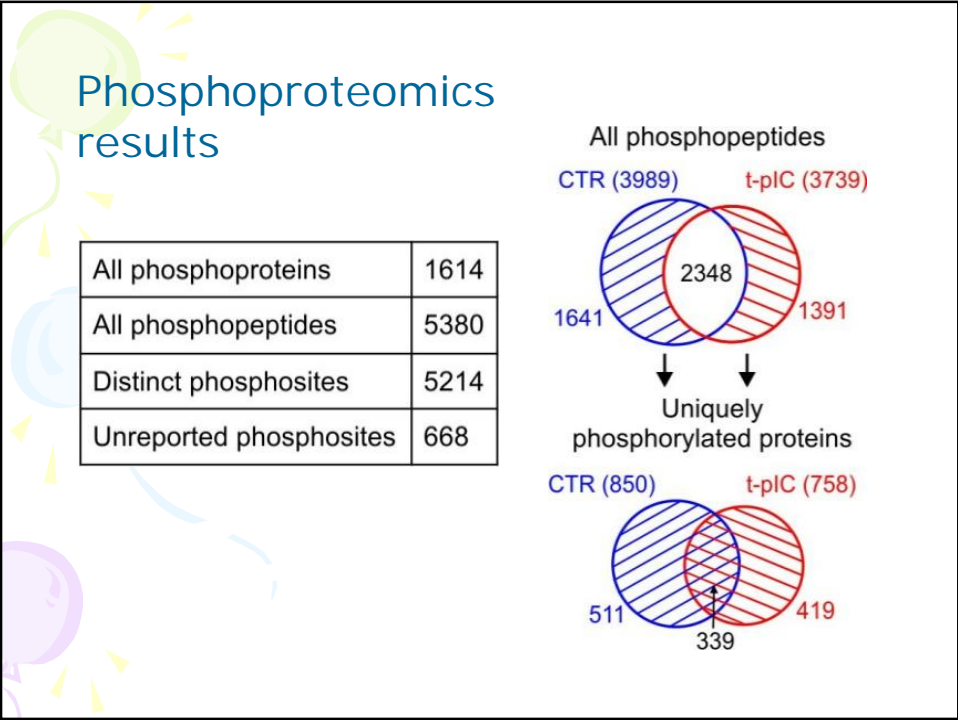 Phosphoproteomics
results
All phosphoproteins 1614
All phosphopeptides 5380
Distinct phosphosites 5214
Unreported phosphosites 668
All phosphopeptides
CTR (3989) t-pIC (3739)
2348
1641 1391
Uniquely
phosphorylated proteins
CTR (850) t-pIC (758)
511 419
339